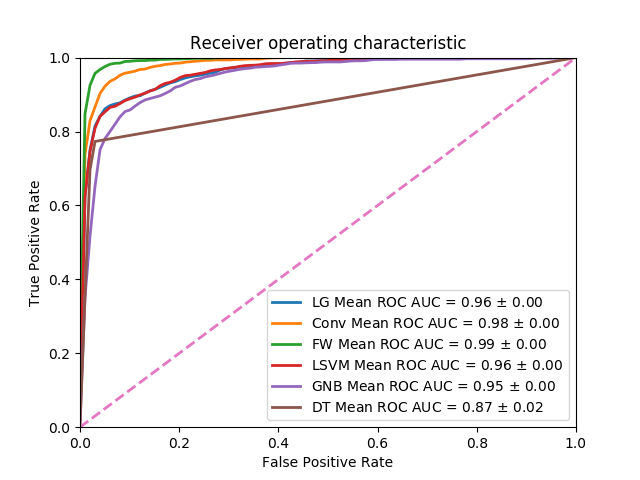 Receiver operating characteristic
True Positive Rate
1.0
0.8
0.6
0.4
0.2
0.0
LG Mean ROC AUC = 0.96 ± 0.00
Conv Mean ROC AUC = 0.98 ± 0.00
FW Mean ROC AUC = 0.99 ± 0.00
LSVM Mean ROC AUC = 0.96 ± 0.00
GNB Mean ROC AUC = 0.95 ± 0.00
DT Mean ROC AUC = 0.87 ± 0.02
0.0 0.2 0.4 0.6 0.8 1.0
False Positive Rate